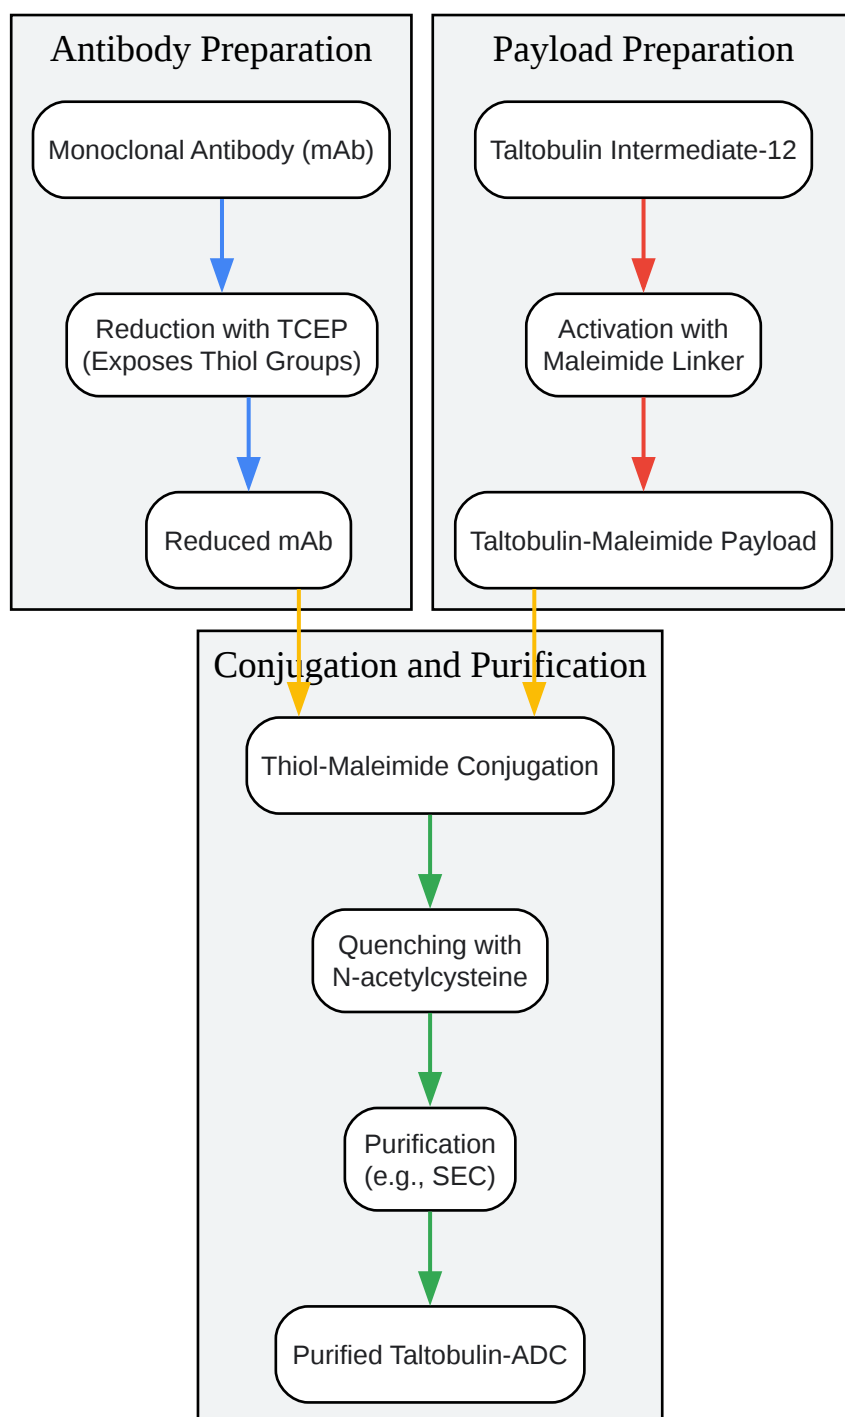 Antibody Preparation
Monoclonal Antibody (mAb)
Reduction with TCEP
(Exposes Thiol Groups)
Reduced mAb
Payload Preparation
Taltobulin Intermediate-12
Activation with
Maleimide Linker
Taltobulin-Maleimide Payload
Conjugation and Purification
Thiol-Maleimide Conjugation
Quenching with
N-acetylcysteine
Purification
(e.g., SEC)
Purified Taltobulin-ADC